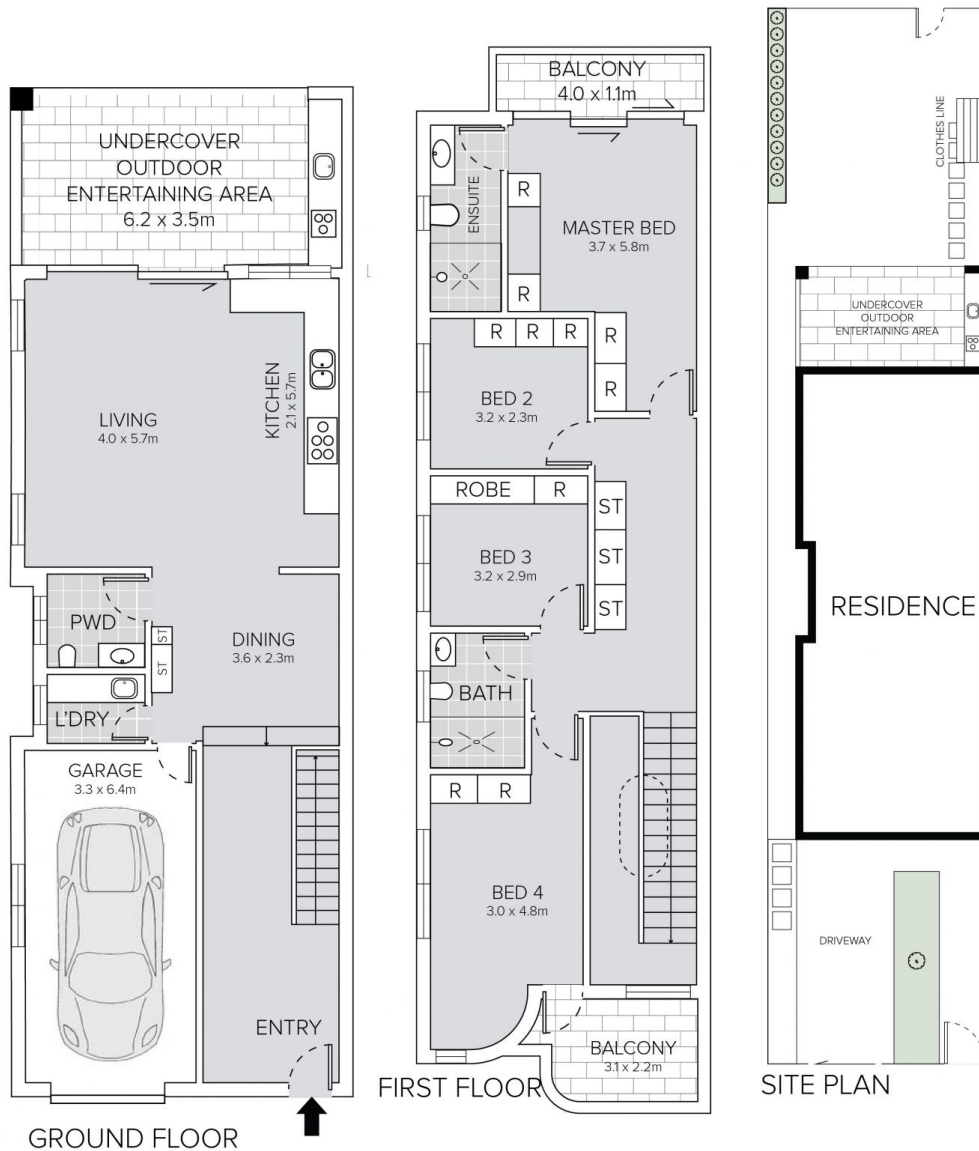 UNDERCOVER
OUTDOOR
ENTERTAINING AREA
6.2 x 3.5m
LIVING
4.0 x 5.7m
KITCHEN
2.1 x 5.7m
PWD
ST
ST
DINING
3.6 x 2.3m
L'DRY
GARAGE
3.3 x 6.4m
ENTRY
GROUND FLOOR
BALCONY
4.0 x 1.1m
ENSUITE
R
R
MASTER BED
3.7 x 5.8m
R R R
R
R
BED 2
3.2 x 2.3m
ROBE R
ST
ST
ST
BED 3
3.2 x 2.9m
BATH
R R
BED 4
3.0 x 4.8m
BALCONY
3.1 x 2.2m
FIRST FLOOR
CLOTHES LINE
UNDERCOVER
OUTDOOR
ENTERTAINING AREA
RESIDENCE
DRIVEWAY
SITE PLAN